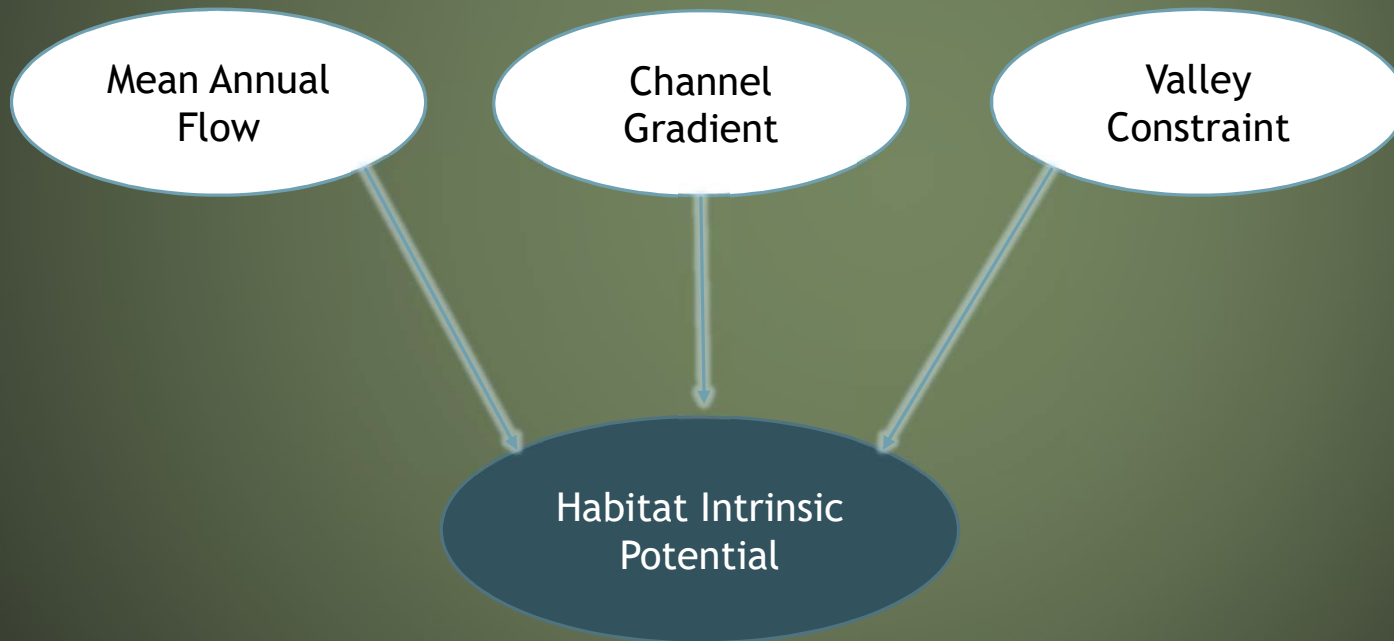 Mean Annual
Flow
Channel
Gradient
Valley
Constraint
Habitat Intrinsic
Potential